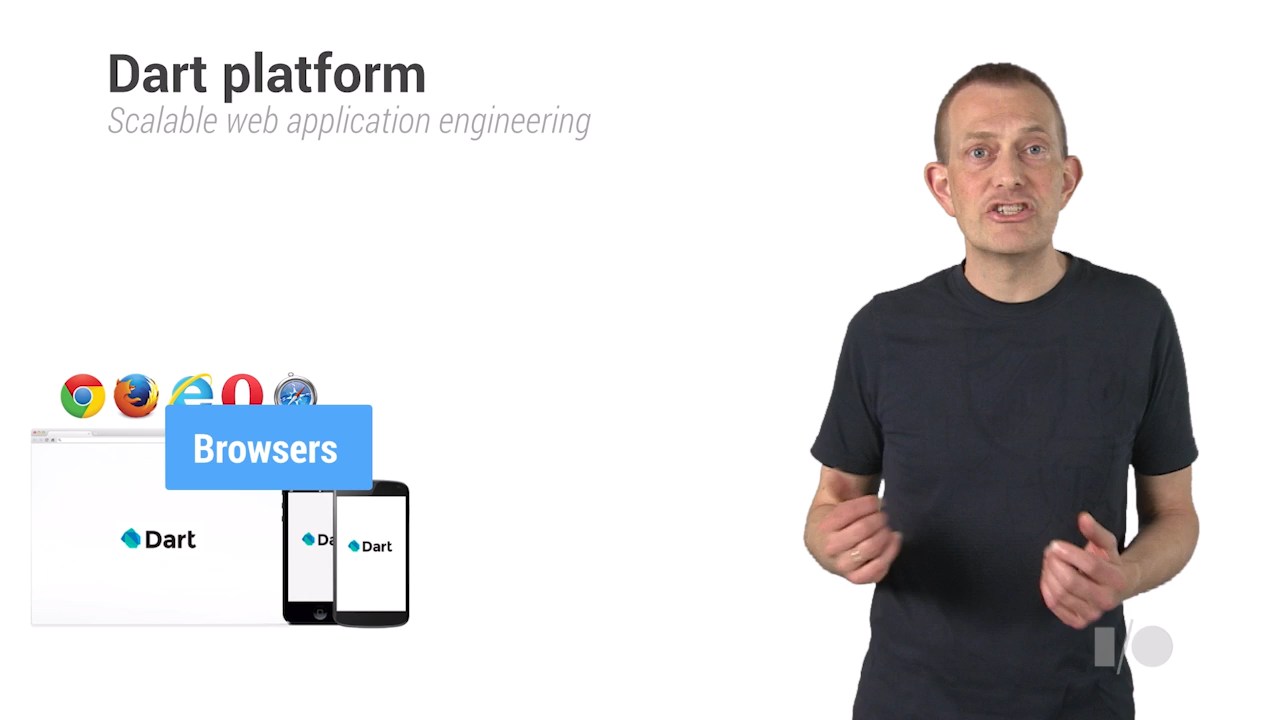 Dart platform
Scalable web application engineering
Browsers
Dart
Da
Dart
I/O